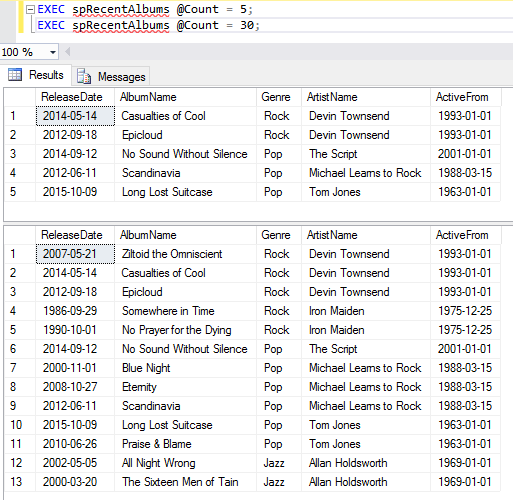 EXEC spRecentAlbums @Count = 5;
EXEC spRecentAlbums @Count = 30;
100 %
Results Messages
ReleaseDate AlbumName Genre ArtistName ActiveFrom
1 2014-05-14 Casualties of Cool Rock Devin Townsend 1993-01-01
2 2012-09-18 Epicloud Rock Devin Townsend 1993-01-01
3 2014-09-12 No Sound Without Silence Pop The Script 2001-01-01
4 2012-06-11 Scandinavia Pop Michael Learns to Rock 1988-03-15
5 2015-10-09 Long Lost Suitcase Pop Tom Jones 1963-01-01
ReleaseDate AlbumName Genre ArtistName ActiveFrom
1 2007-05-21 Ziltoid the Omniscient Rock Devin Townsend 1993-01-01
2 2014-05-14 Casualties of Cool Rock Devin Townsend 1993-01-01
3 2012-09-18 Epicloud Rock Devin Townsend 1993-01-01
4 1986-09-29 Somewhere in Time Rock Iron Maiden 1975-12-25
5 1990-10-01 No Prayer for the Dying Rock Iron Maiden 1975-12-25
6 2014-09-12 No Sound Without Silence Pop The Script 2001-01-01
7 2000-11-01 Blue Night Pop Michael Learns to Rock 1988-03-15
8 2008-10-27 Eternity Pop Michael Learns to Rock 1988-03-15
9 2012-06-11 Scandinavia Pop Michael Learns to Rock 1988-03-15
10 2015-10-09 Long Lost Suitcase Pop Tom Jones 1963-01-01
11 2010-06-26 Praise & Blame Pop Tom Jones 1963-01-01
12 2002-05-05 All Night Wrong Jazz Allan Holdsworth 1969-01-01
13 2000-03-20 The Sixteen Men of Tain Jazz Allan Holdsworth 1969-01-01